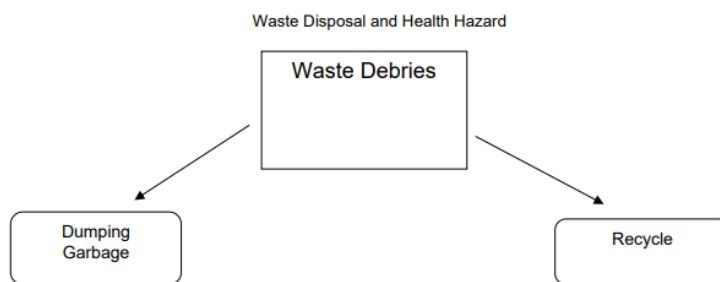 Waste Disposal and Health Hazard
Waste Debries
Dumping
Garbage
Recycle